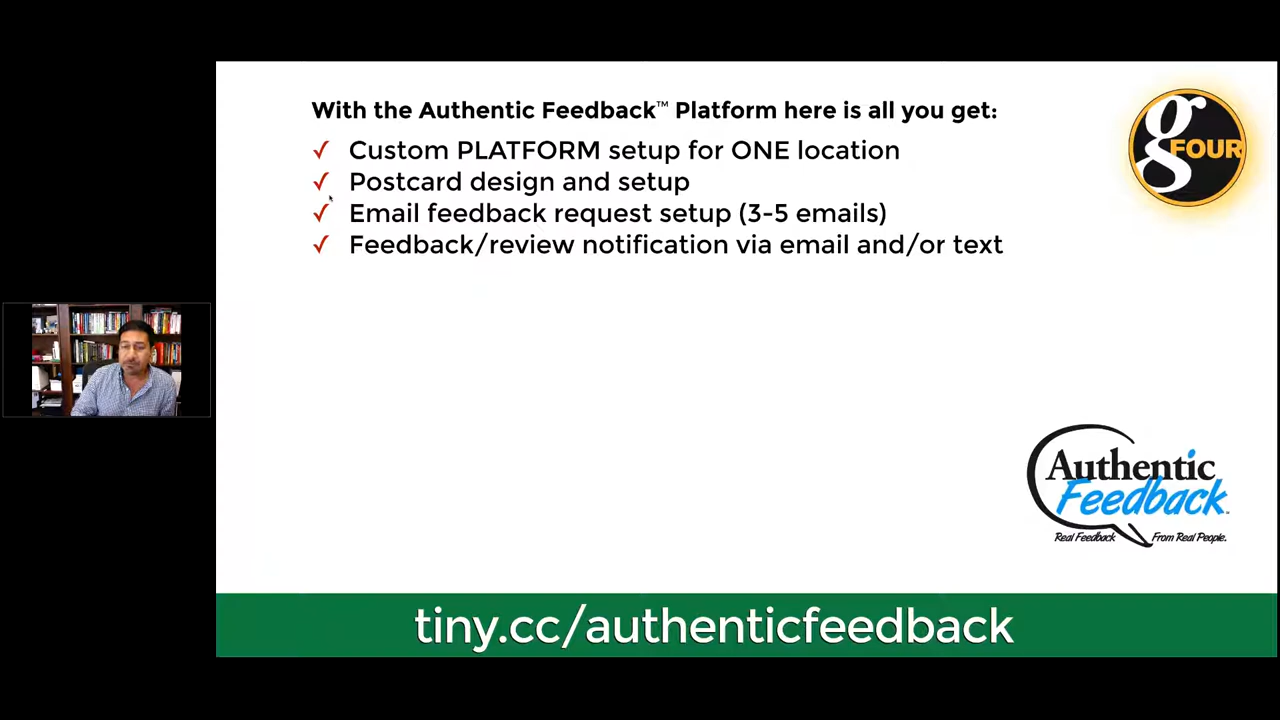 With the Authentic Feedback™ Platform here is all you get:
✓ Custom PLATFORM setup for ONE location
✓ Postcard design and setup
✓ Email feedback request setup (3-5 emails)
✓ Feedback/review notification via email and/or text
g FOUR
Authentic
Feedback™
Real Feedback From Real People.
tiny.cc/authenticfeedback